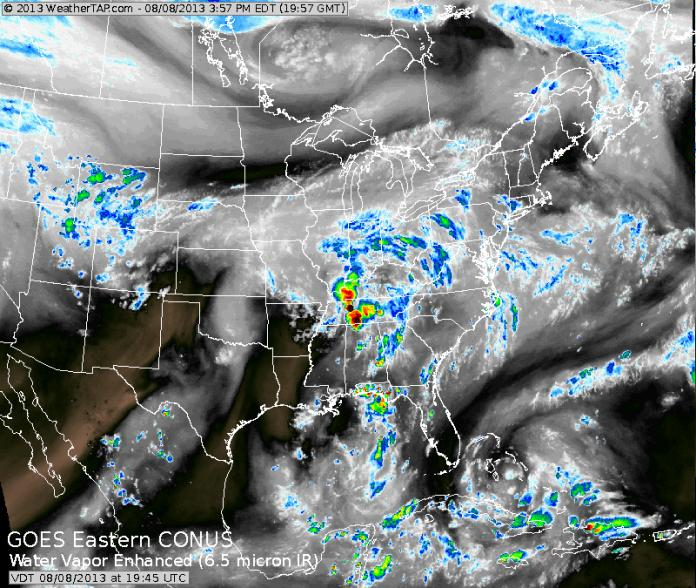 © 2013 WeatherTAP.com - 08/08/2013 3:57 PM EDT (19:57 GMT)
GOES Eastern CONUS
Water Vapor Enhanced (6.5 micron IR)
VDT 08/08/2013 at 19:45 UTC